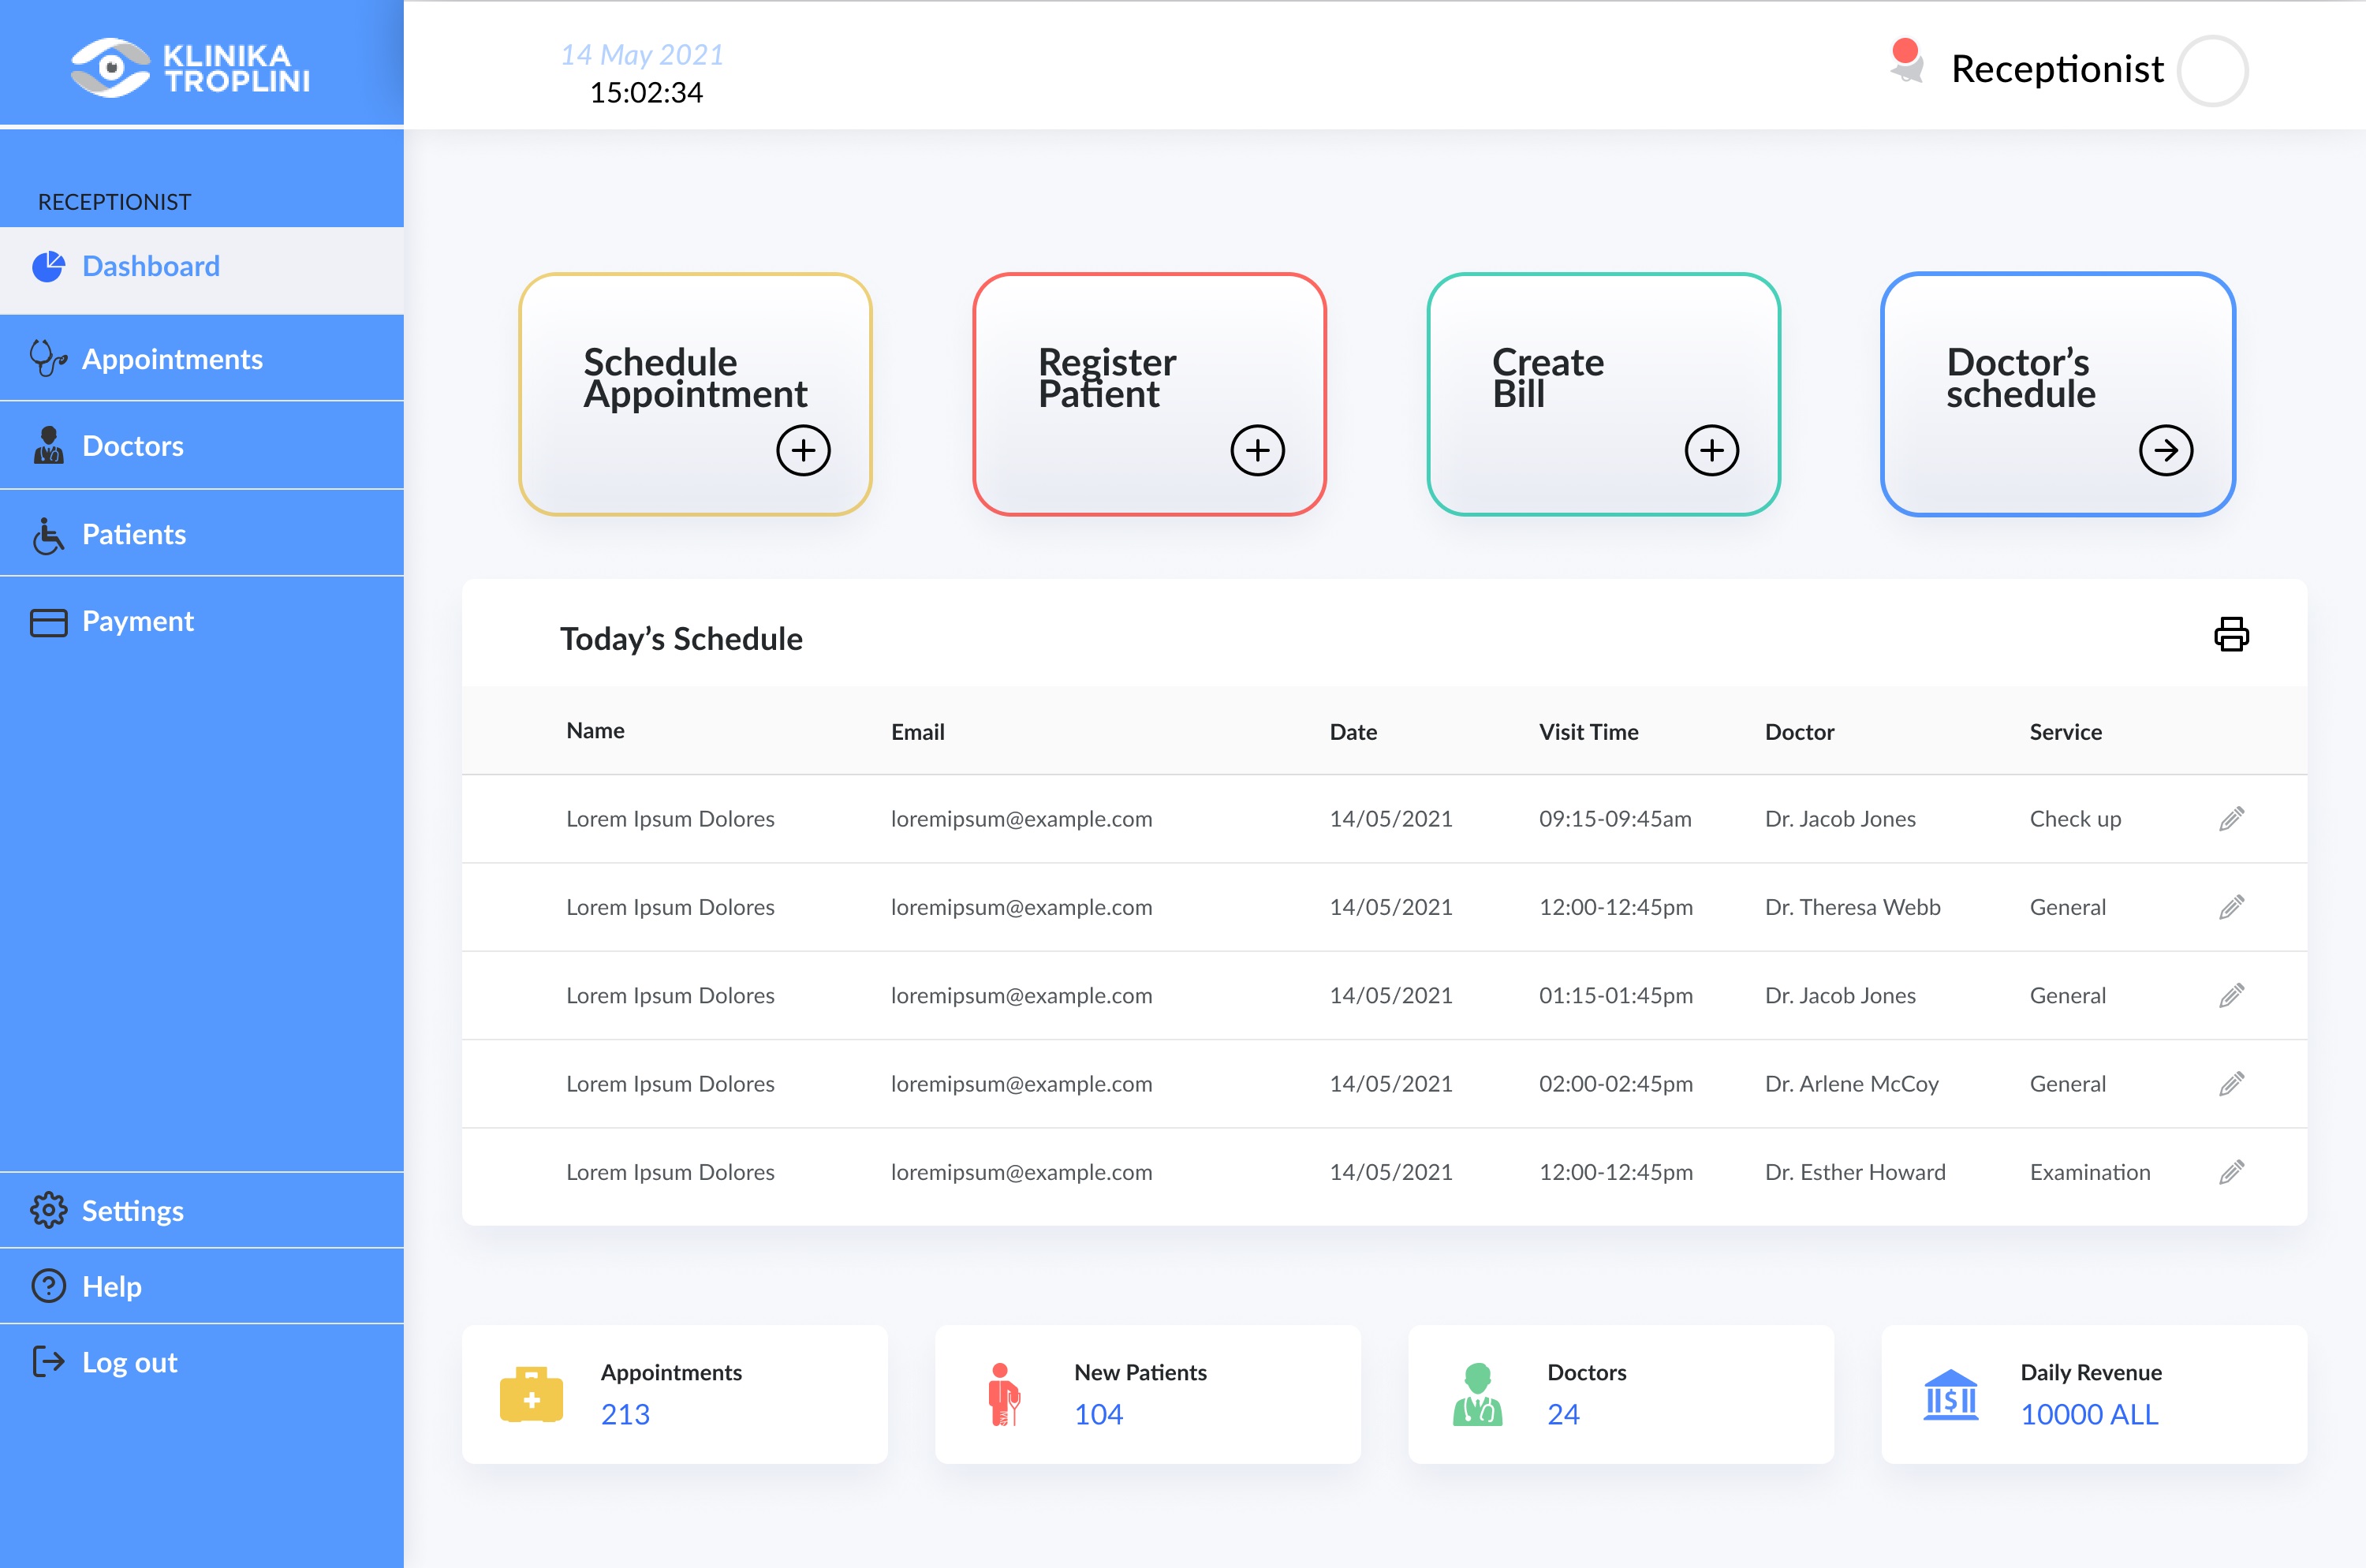 KLINIKA
TROPLINI
14 May 2021
15:02:34
Receptionist
RECEPTIONIST
Dashboard
Appointments
Doctors
Patients
Payment
Settings
Help
Log out
Schedule
Appointment
Register
Patient
Create
Bill
Doctor’s
schedule
Today’s Schedule
Name Email Date Visit Time Doctor Service
Lorem Ipsum Dolores loremipsum@example.com 14/05/2021 09:15-09:45am Dr. Jacob Jones Check up
Lorem Ipsum Dolores loremipsum@example.com 14/05/2021 12:00-12:45pm Dr. Theresa Webb General
Lorem Ipsum Dolores loremipsum@example.com 14/05/2021 01:15-01:45pm Dr. Jacob Jones General
Lorem Ipsum Dolores loremipsum@example.com 14/05/2021 02:00-02:45pm Dr. Arlene McCoy General
Lorem Ipsum Dolores loremipsum@example.com 14/05/2021 12:00-12:45pm Dr. Esther Howard Examination
Appointments
213
New Patients
104
Doctors
24
Daily Revenue
10000 ALL